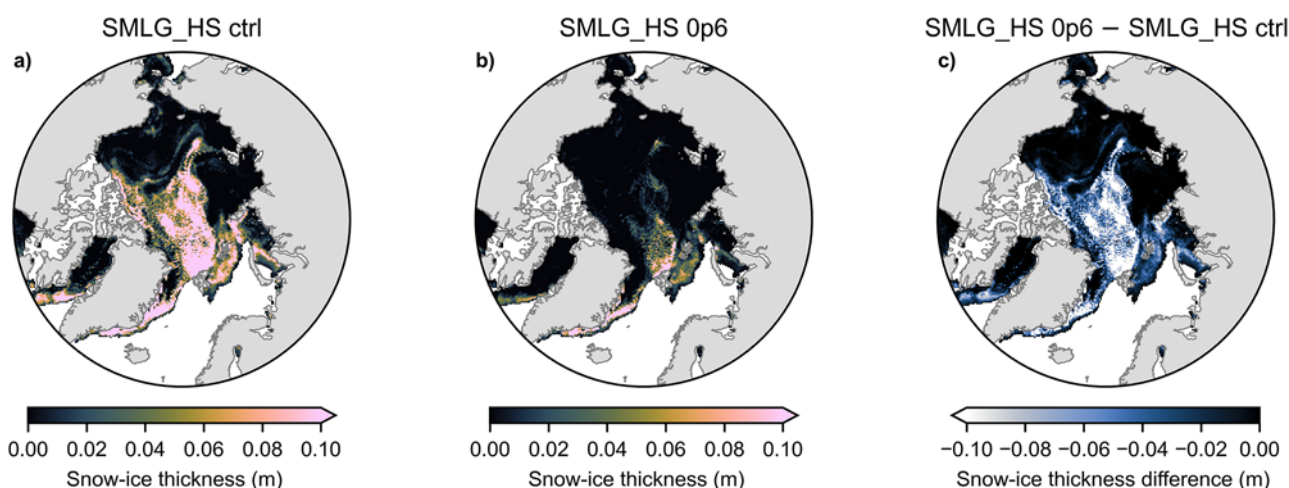 SMLG_HS ctrl
SMLG_HS 0p6
SMLG_HS 0p6 − SMLG_HS ctrl
a)
b)
c)
0.00 0.02 0.04 0.06 0.08 0.10
Snow-ice thickness (m)
0.00 0.02 0.04 0.06 0.08 0.10
Snow-ice thickness (m)
−0.10 −0.08 −0.06 −0.04 −0.02 0.00
Snow-ice thickness difference (m)